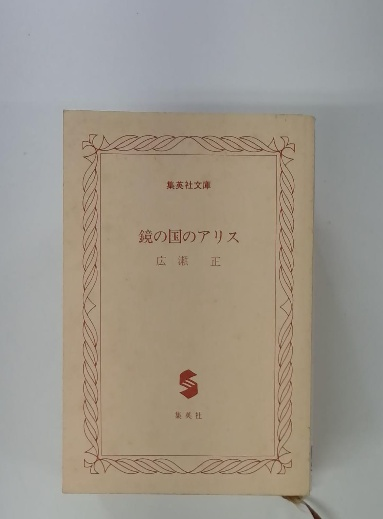 集英社文庫
鏡の国のアリス
広瀬 正
集英社